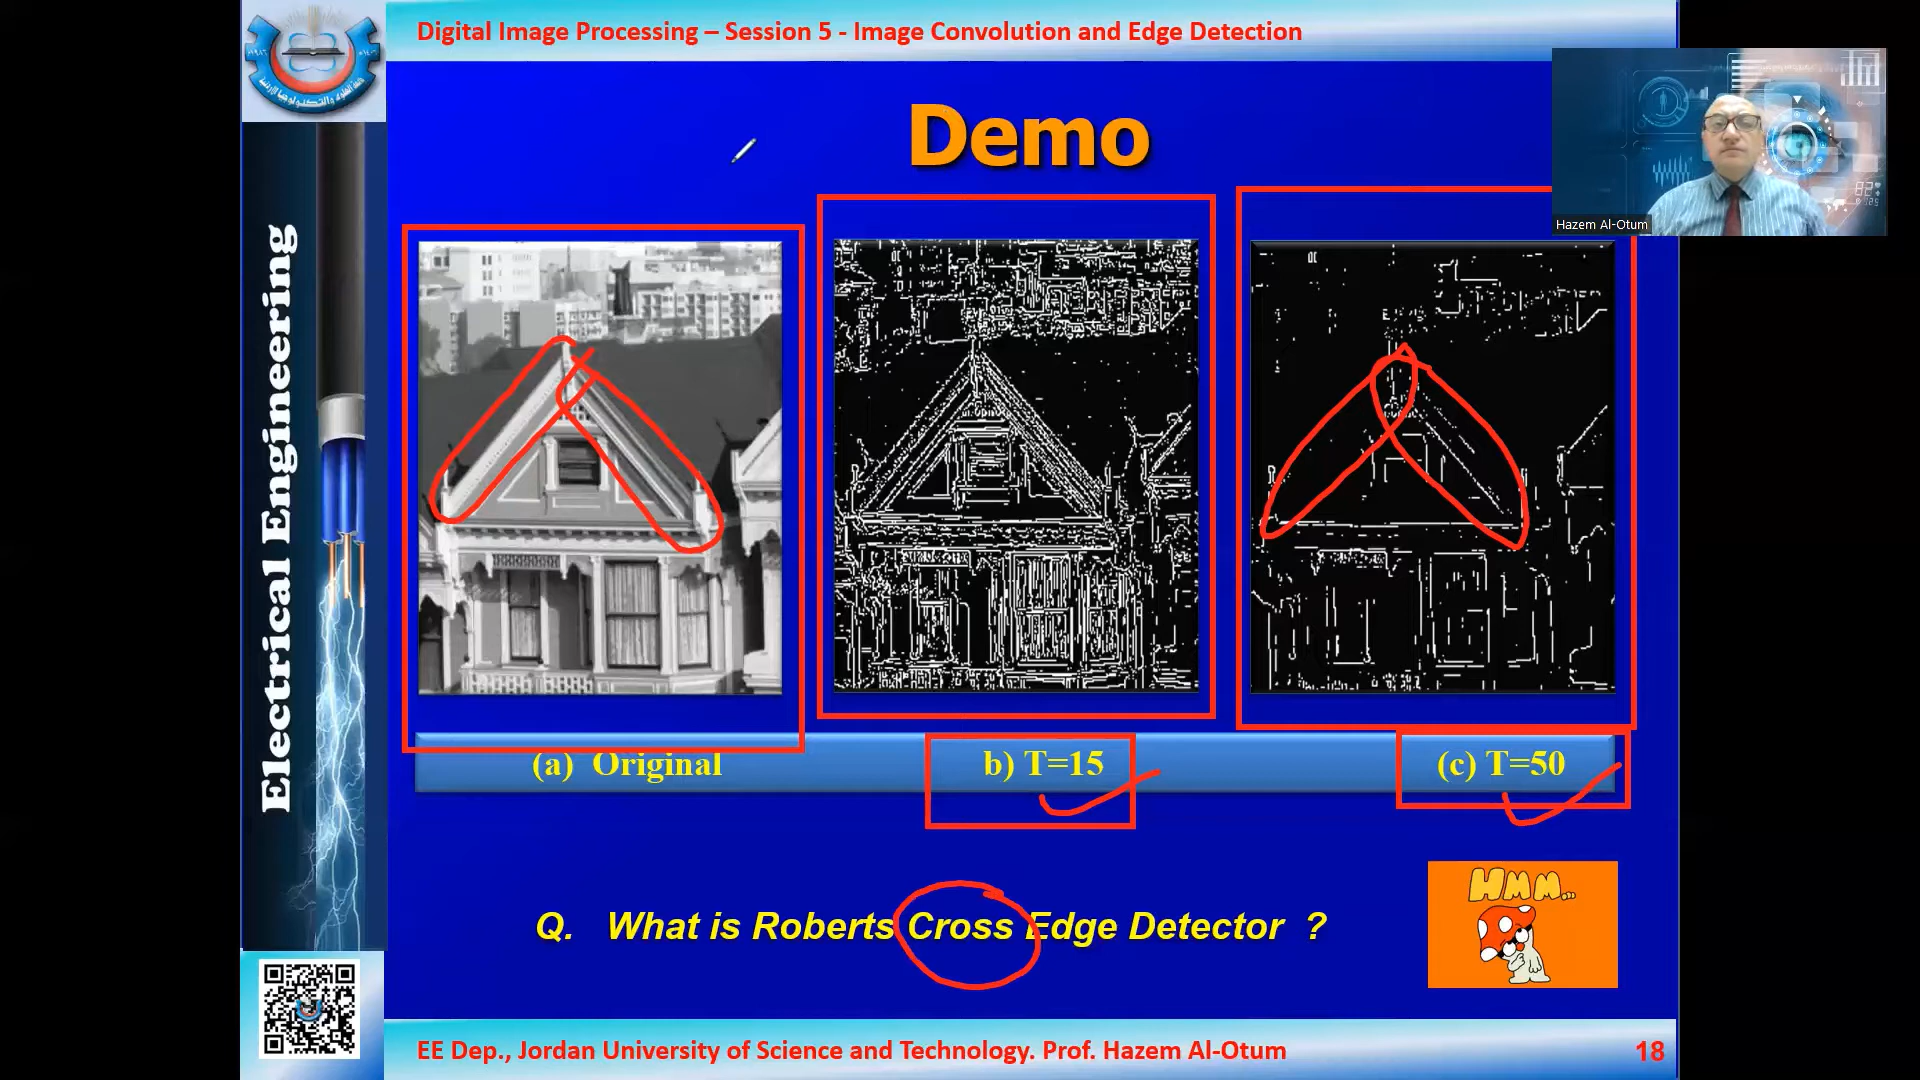 Digital Image Processing – Session 5 - Image Convolution and Edge Detection
Demo
Hazem Al-Otum
Electrical Engineering
(a) Original
b) T=15
(c) T=50
Q. What is Roberts Cross Edge Detector ?
HMM..
EE Dep., Jordan University of Science and Technology. Prof. Hazem Al-Otum
18